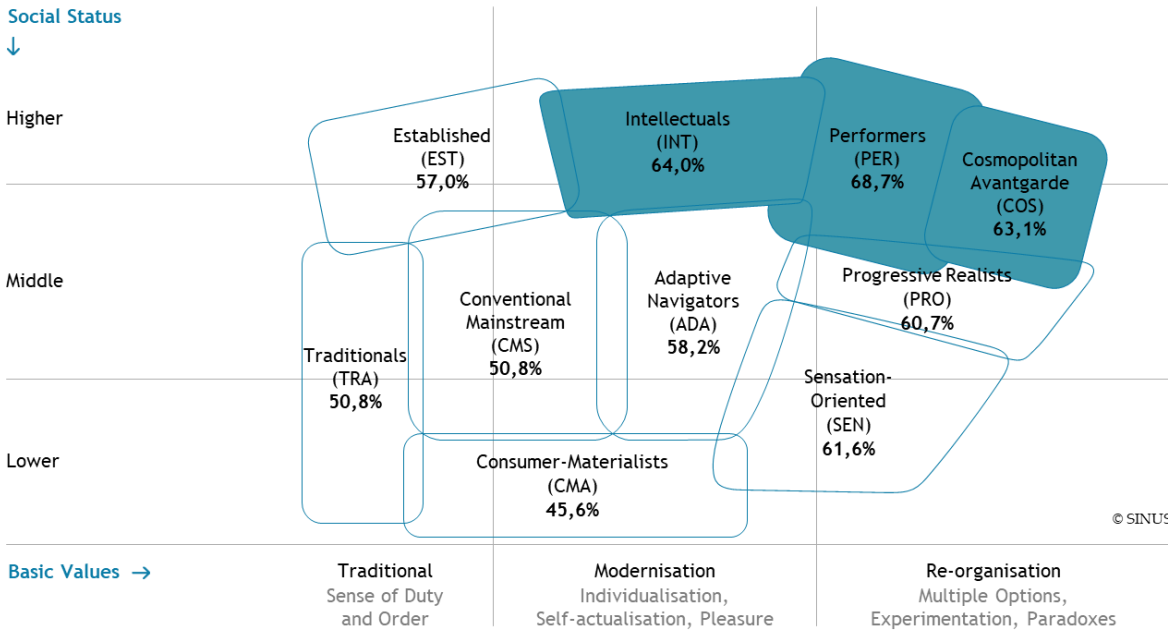 Social Status
↓
Higher
Established
(EST)
57,0%
Intellectuals
(INT)
64,0%
Performers
(PER)
68,7%
Cosmopolitan
Avantgarde
(COS)
63,1%
Middle
Traditionals
(TRA)
50,8%
Conventional
Mainstream
(CMS)
50,8%
Adaptive
Navigators
(ADA)
58,2%
Progressive Realists
(PRO)
60,7%
Sensation-
Oriented
(SEN)
61,6%
Lower
Consumer-Materialists
(CMA)
45,6%
© SINUS
Basic Values →
Traditional
Sense of Duty
and Order
Modernisation
Individualisation,
Self-actualisation, Pleasure
Re-organisation
Multiple Options,
Experimentation, Paradoxes